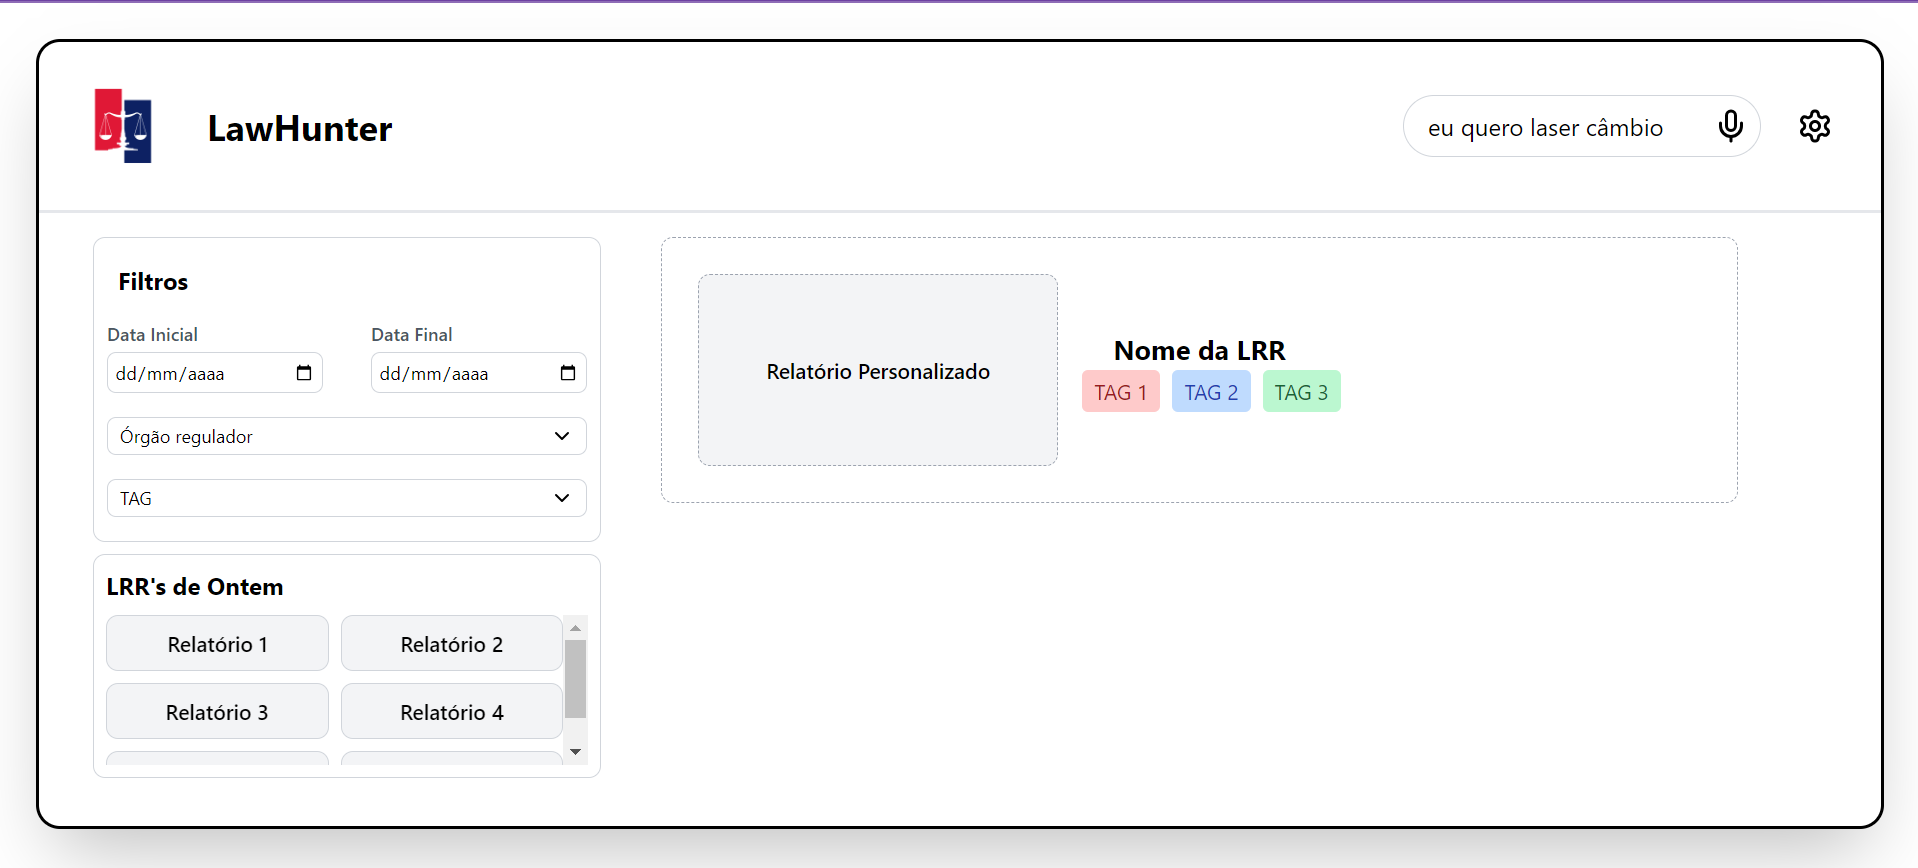 LawHunter
eu quero laser câmbio
Filtros
Data Inicial
Data Final
dd/mm/aaaa
dd/mm/aaaa
Órgão regulador
TAG
LRR's de Ontem
Relatório 1
Relatório 2
Relatório 3
Relatório 4
Relatório Personalizado
Nome da LRR
TAG 1 TAG 2 TAG 3